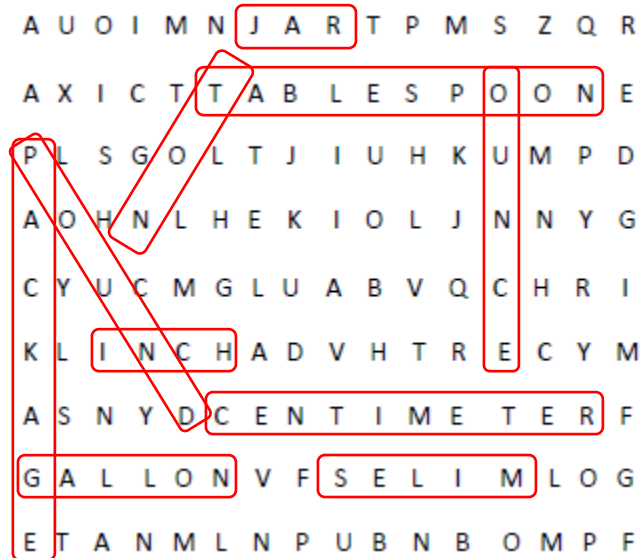 A U O I M N J A R T P M S Z Q R
A X I C T T A B L E S P O O N E
P L S G O L T J I U H K U M P D
A O H N L H E K I O L J N N Y G
C Y U C M G L U A B V Q C H R I
K L I N C H A D V H T R E C Y M
A S N Y D C E N T I M E T E R F
G A L L O N V F S E L I M L O G
E T A N M L N P U B N B O M P F